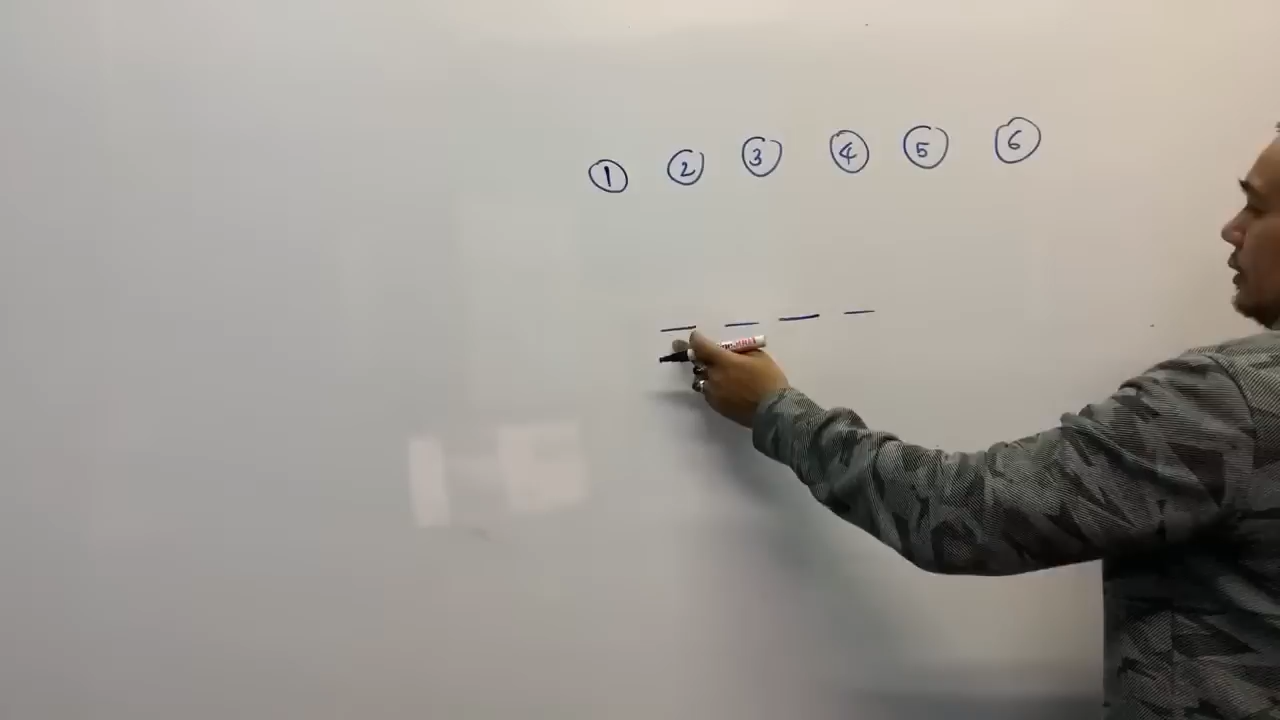 ① ② ③ ④ ⑤ ⑥